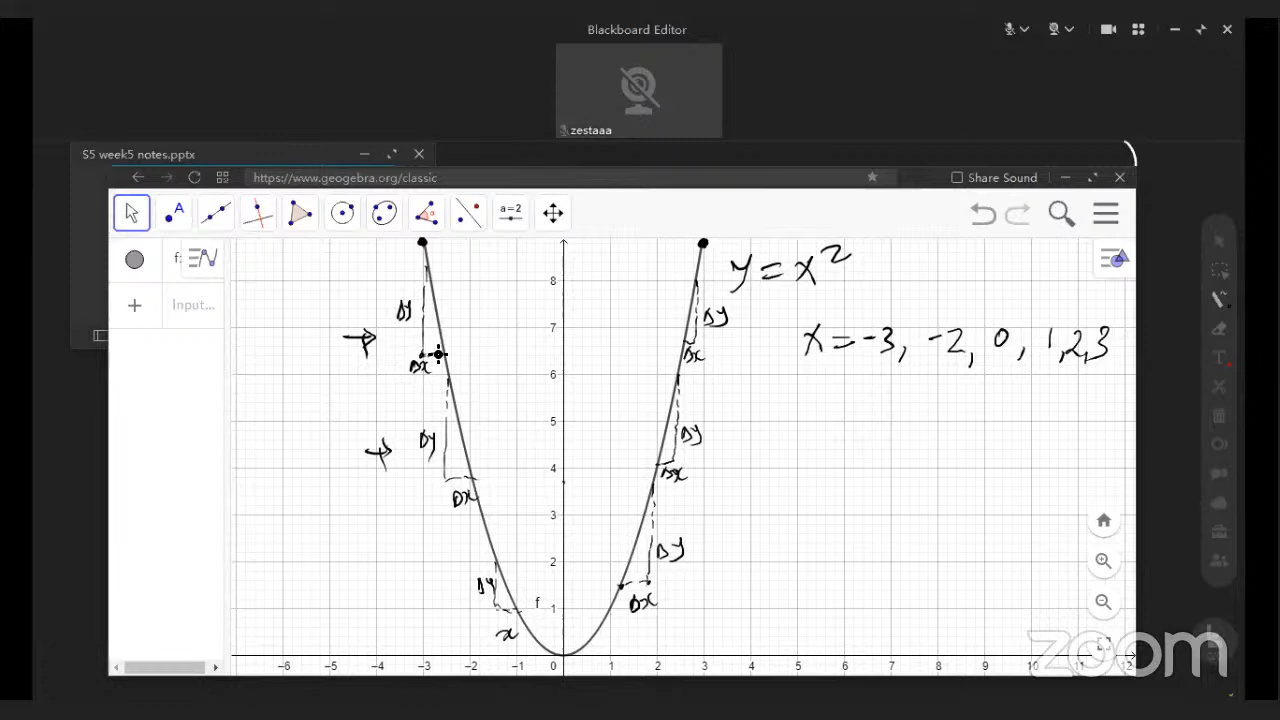 Blackboard Editor
zestaaa
S5 week5 notes.pptx
https://www.geogebra.org/classic
Share Sound
A
α
a=2
f:
Input...
y = x²
x = -3, -2, 0, 1, 2, 3
Δy
Δx
Δy
Δx
Δy
x
Δy
Δx
Δy
Δx
Δy
Δx
f
8
7
6
5
4
3
2
1
-6 -5 -4 -3 -2 -1 0 1 2 3 4 5 6 7 8 9 10 11 12
zoom